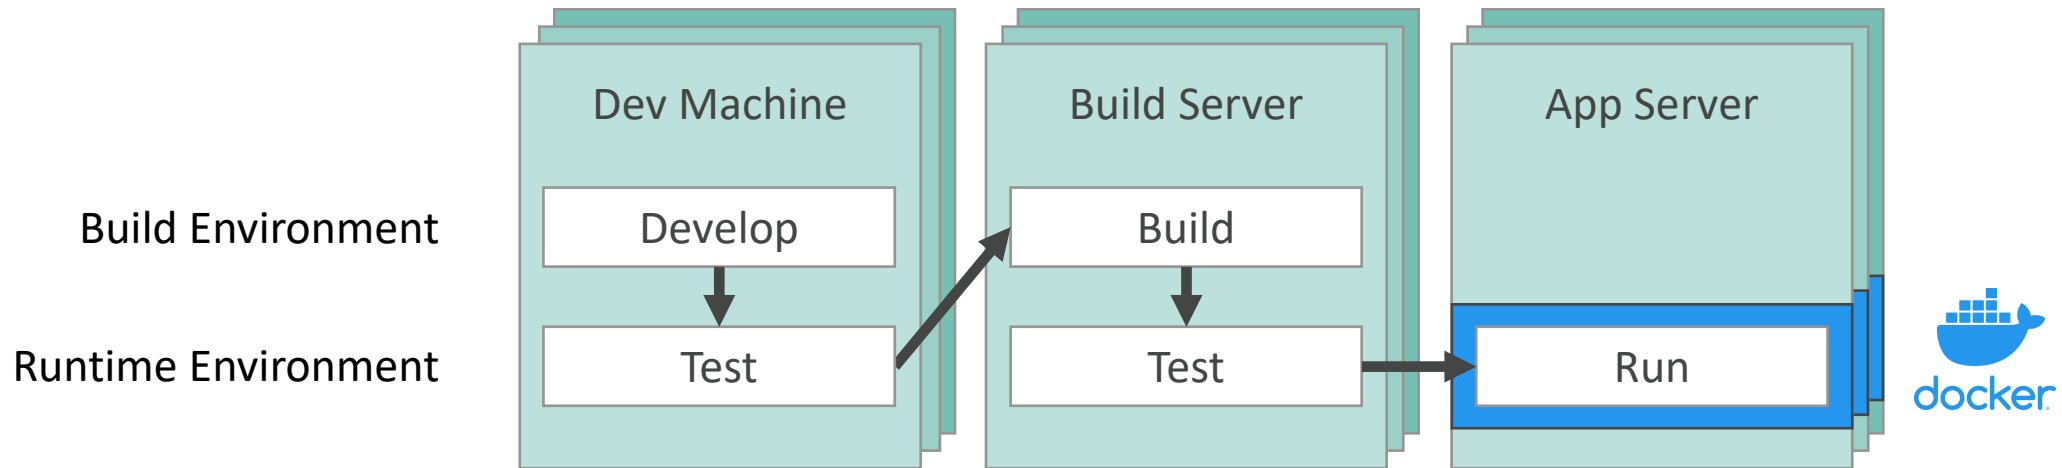 Dev Machine
Build Server
App Server
Build Environment
Develop
Build
Runtime Environment
Test
Test
Run
docker